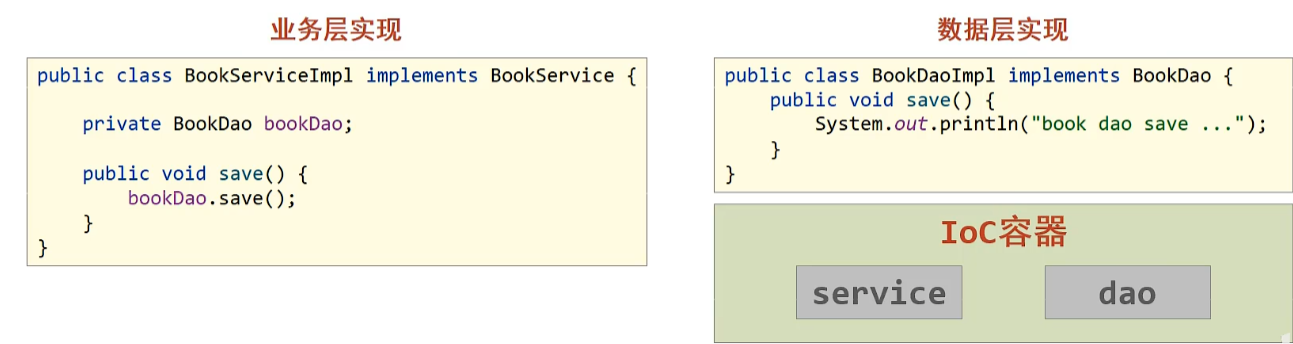 业务层实现
public class BookServiceImpl implements BookService {
private BookDao bookDao;
public void save() {
bookDao.save();
}
}
数据层实现
public class BookDaoImpl implements BookDao {
public void save() {
System.out.println("book dao save ...");
}
}
IoC容器
service
dao